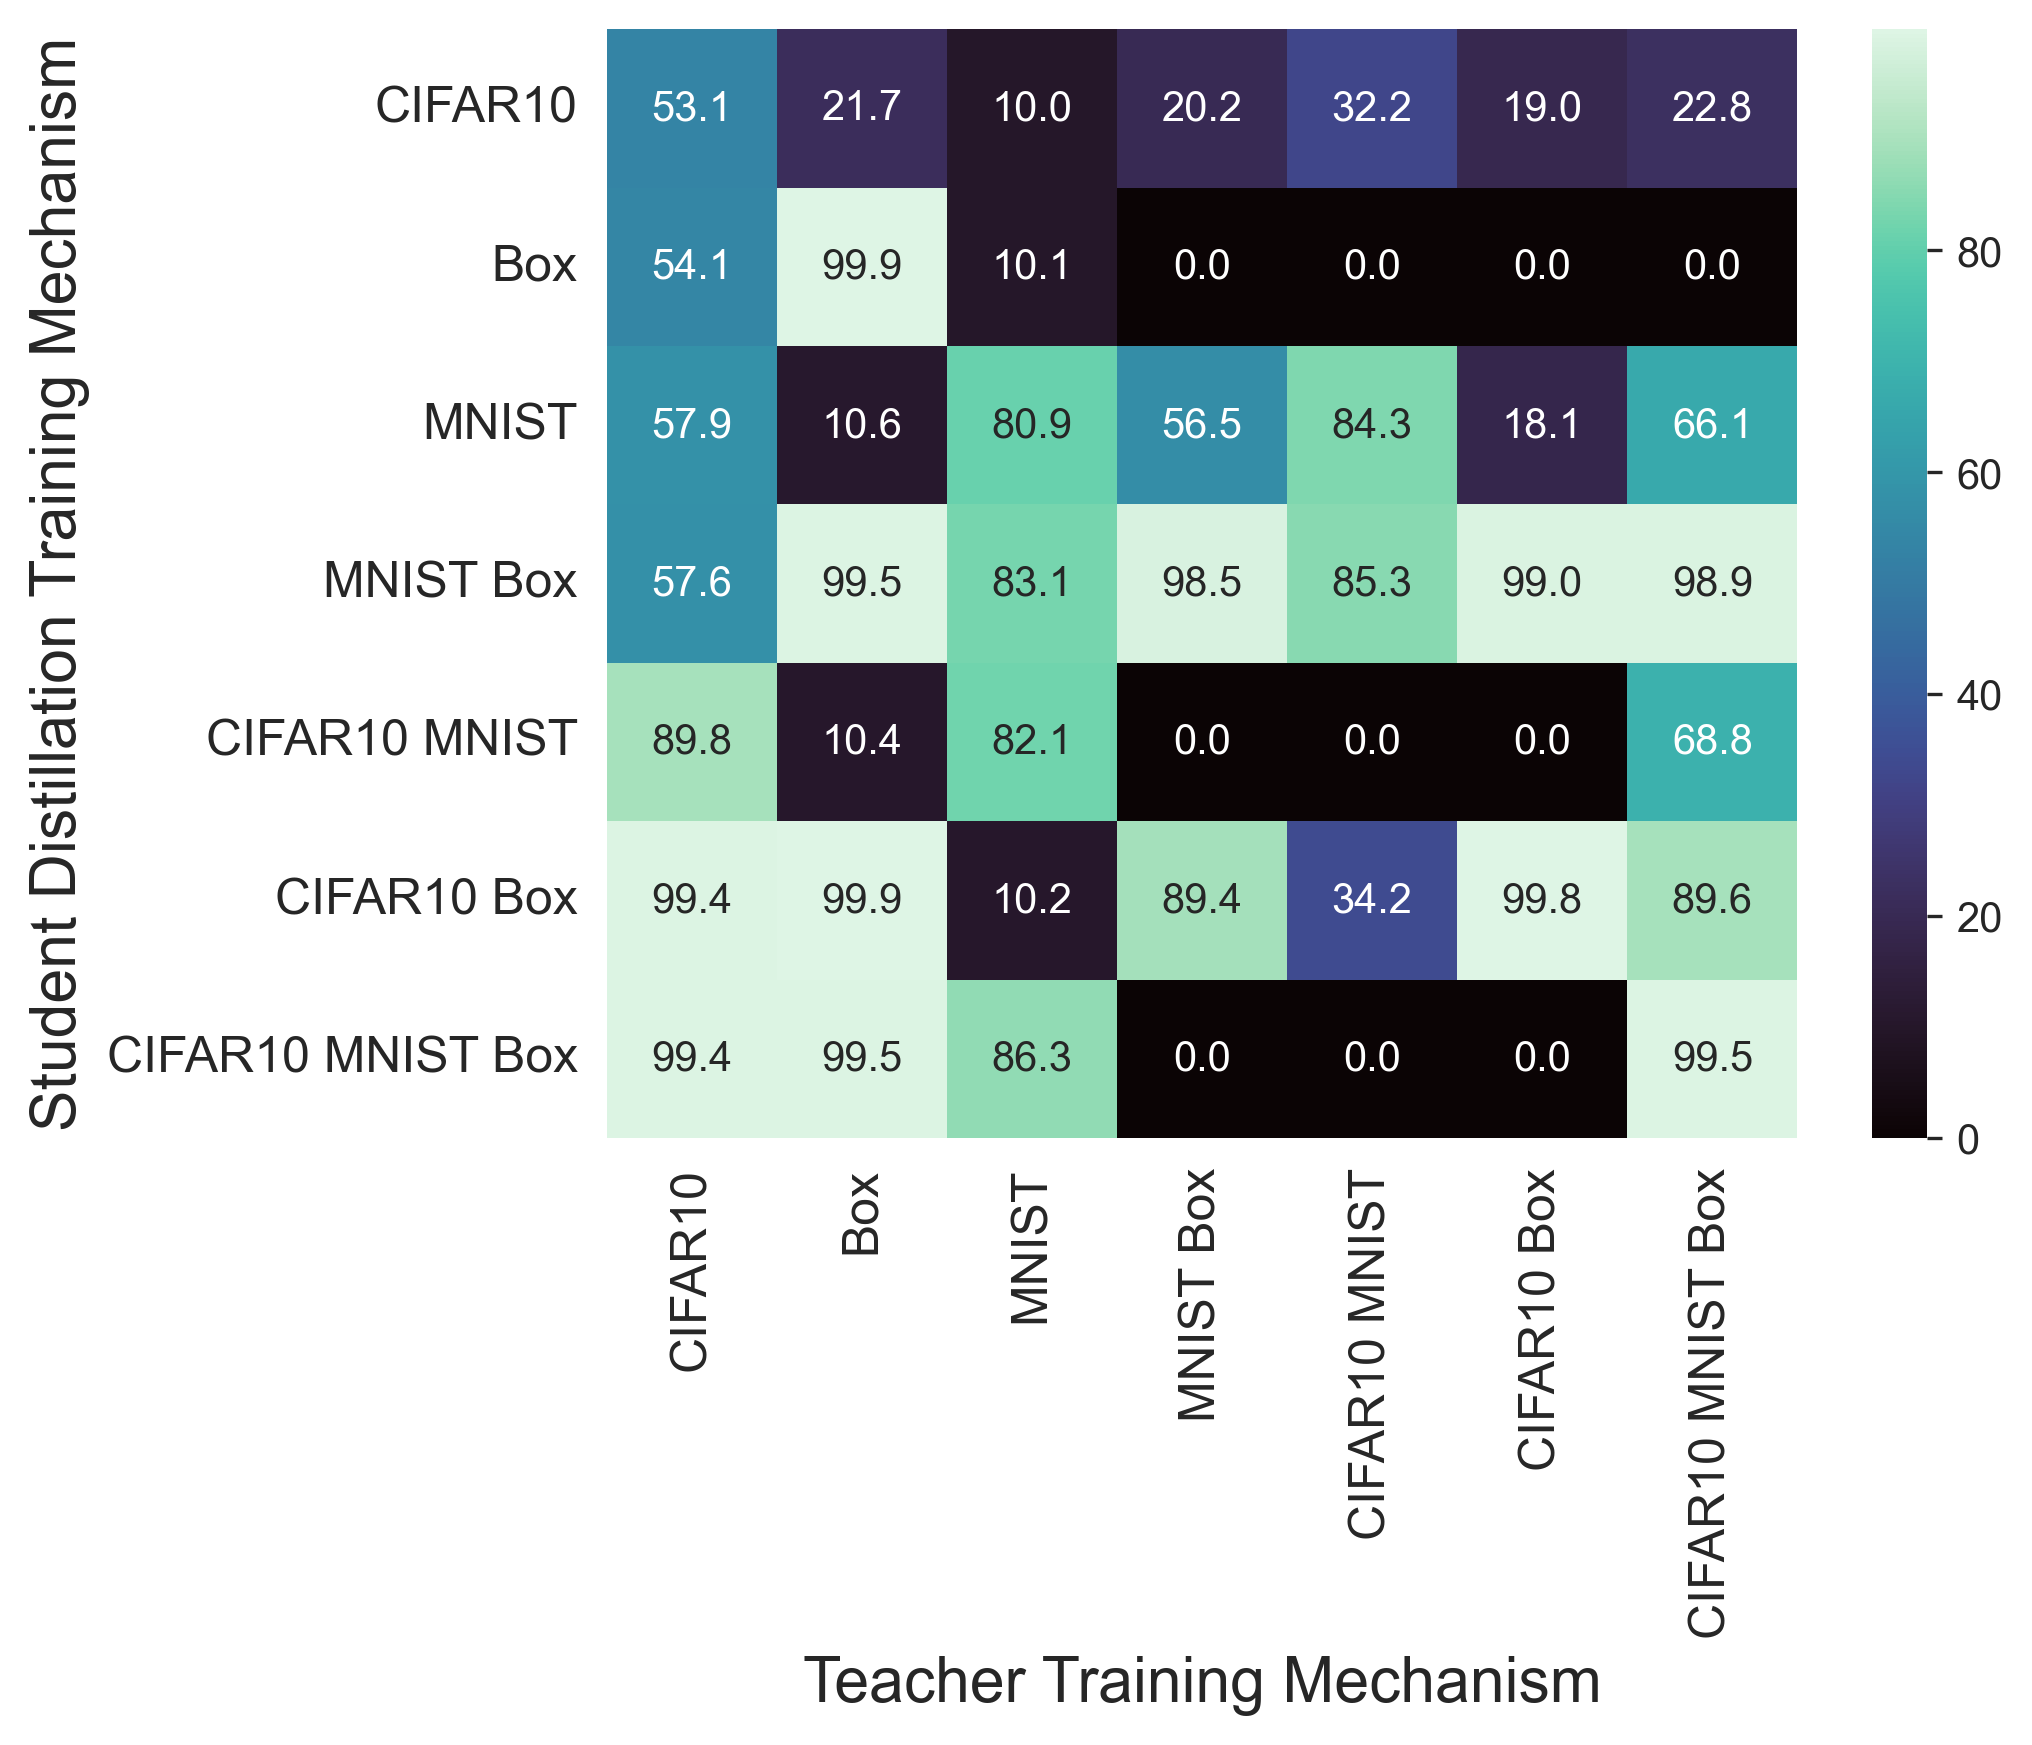 Student Distillation Training Mechanism
CIFAR10 53.1 21.7 10.0 20.2 32.2 19.0 22.8
Box 54.1 99.9 10.1 0.0 0.0 0.0 0.0
MNIST 57.9 10.6 80.9 56.5 84.3 18.1 66.1
MNIST Box 57.6 99.5 83.1 98.5 85.3 99.0 98.9
CIFAR10 MNIST 89.8 10.4 82.1 0.0 0.0 0.0 68.8
CIFAR10 Box 99.4 99.9 10.2 89.4 34.2 99.8 89.6
CIFAR10 MNIST Box 99.4 99.5 86.3 0.0 0.0 0.0 99.5
CIFAR10
Box
MNIST
MNIST Box
CIFAR10 MNIST
CIFAR10 Box
CIFAR10 MNIST Box
Teacher Training Mechanism
80
60
40
20
0